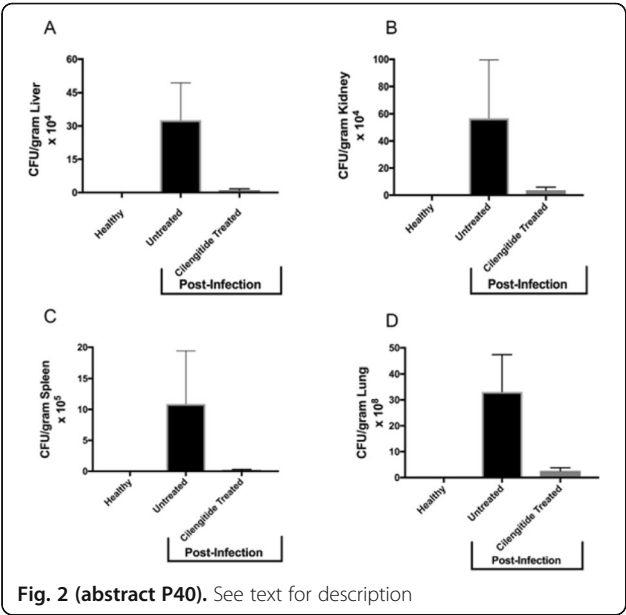 A
CFU/gram Liver
x 10⁴
60
45
30
15
0
Healthy
Untreated
Cilengitide Treated
Post-Infection
B
CFU/gram Kidney
x 10⁴
100
80
60
40
20
0
Healthy
Untreated
Cilengitide Treated
Post-Infection
C
CFU/gram Spleen
x 10⁵
20
15
10
5
0
Healthy
Untreated
Cilengitide Treated
Post-Infection
D
CFU/gram Lung
x 10⁸
50
40
30
20
10
0
Healthy
Untreated
Cilengitide Treated
Post-Infection
Fig. 2 (abstract P40). See text for description